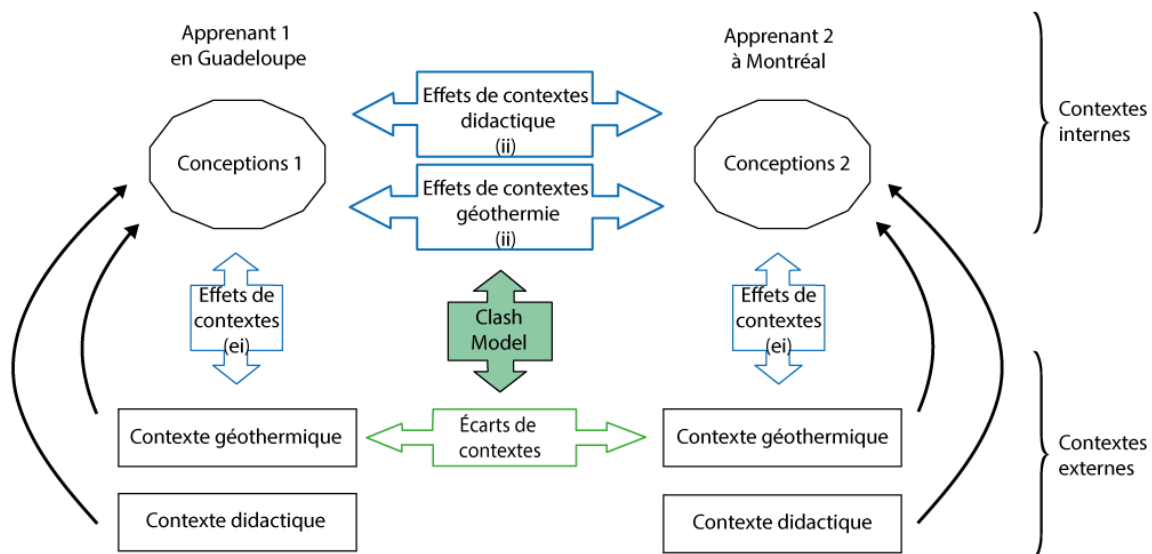 Apprenant 1
en Guadeloupe
Apprenant 2
à Montréal
Effets de contextes
didactique
(ii)
Conceptions 1
Conceptions 2
Contextes
internes
Effets de contextes
géothermie
(ii)
Effets de
contextes
(ei)
Clash
Model
Effets de
contextes
(ei)
Contexte géothermique
Écarts de
contextes
Contexte géothermique
Contextes
externes
Contexte didactique
Contexte didactique